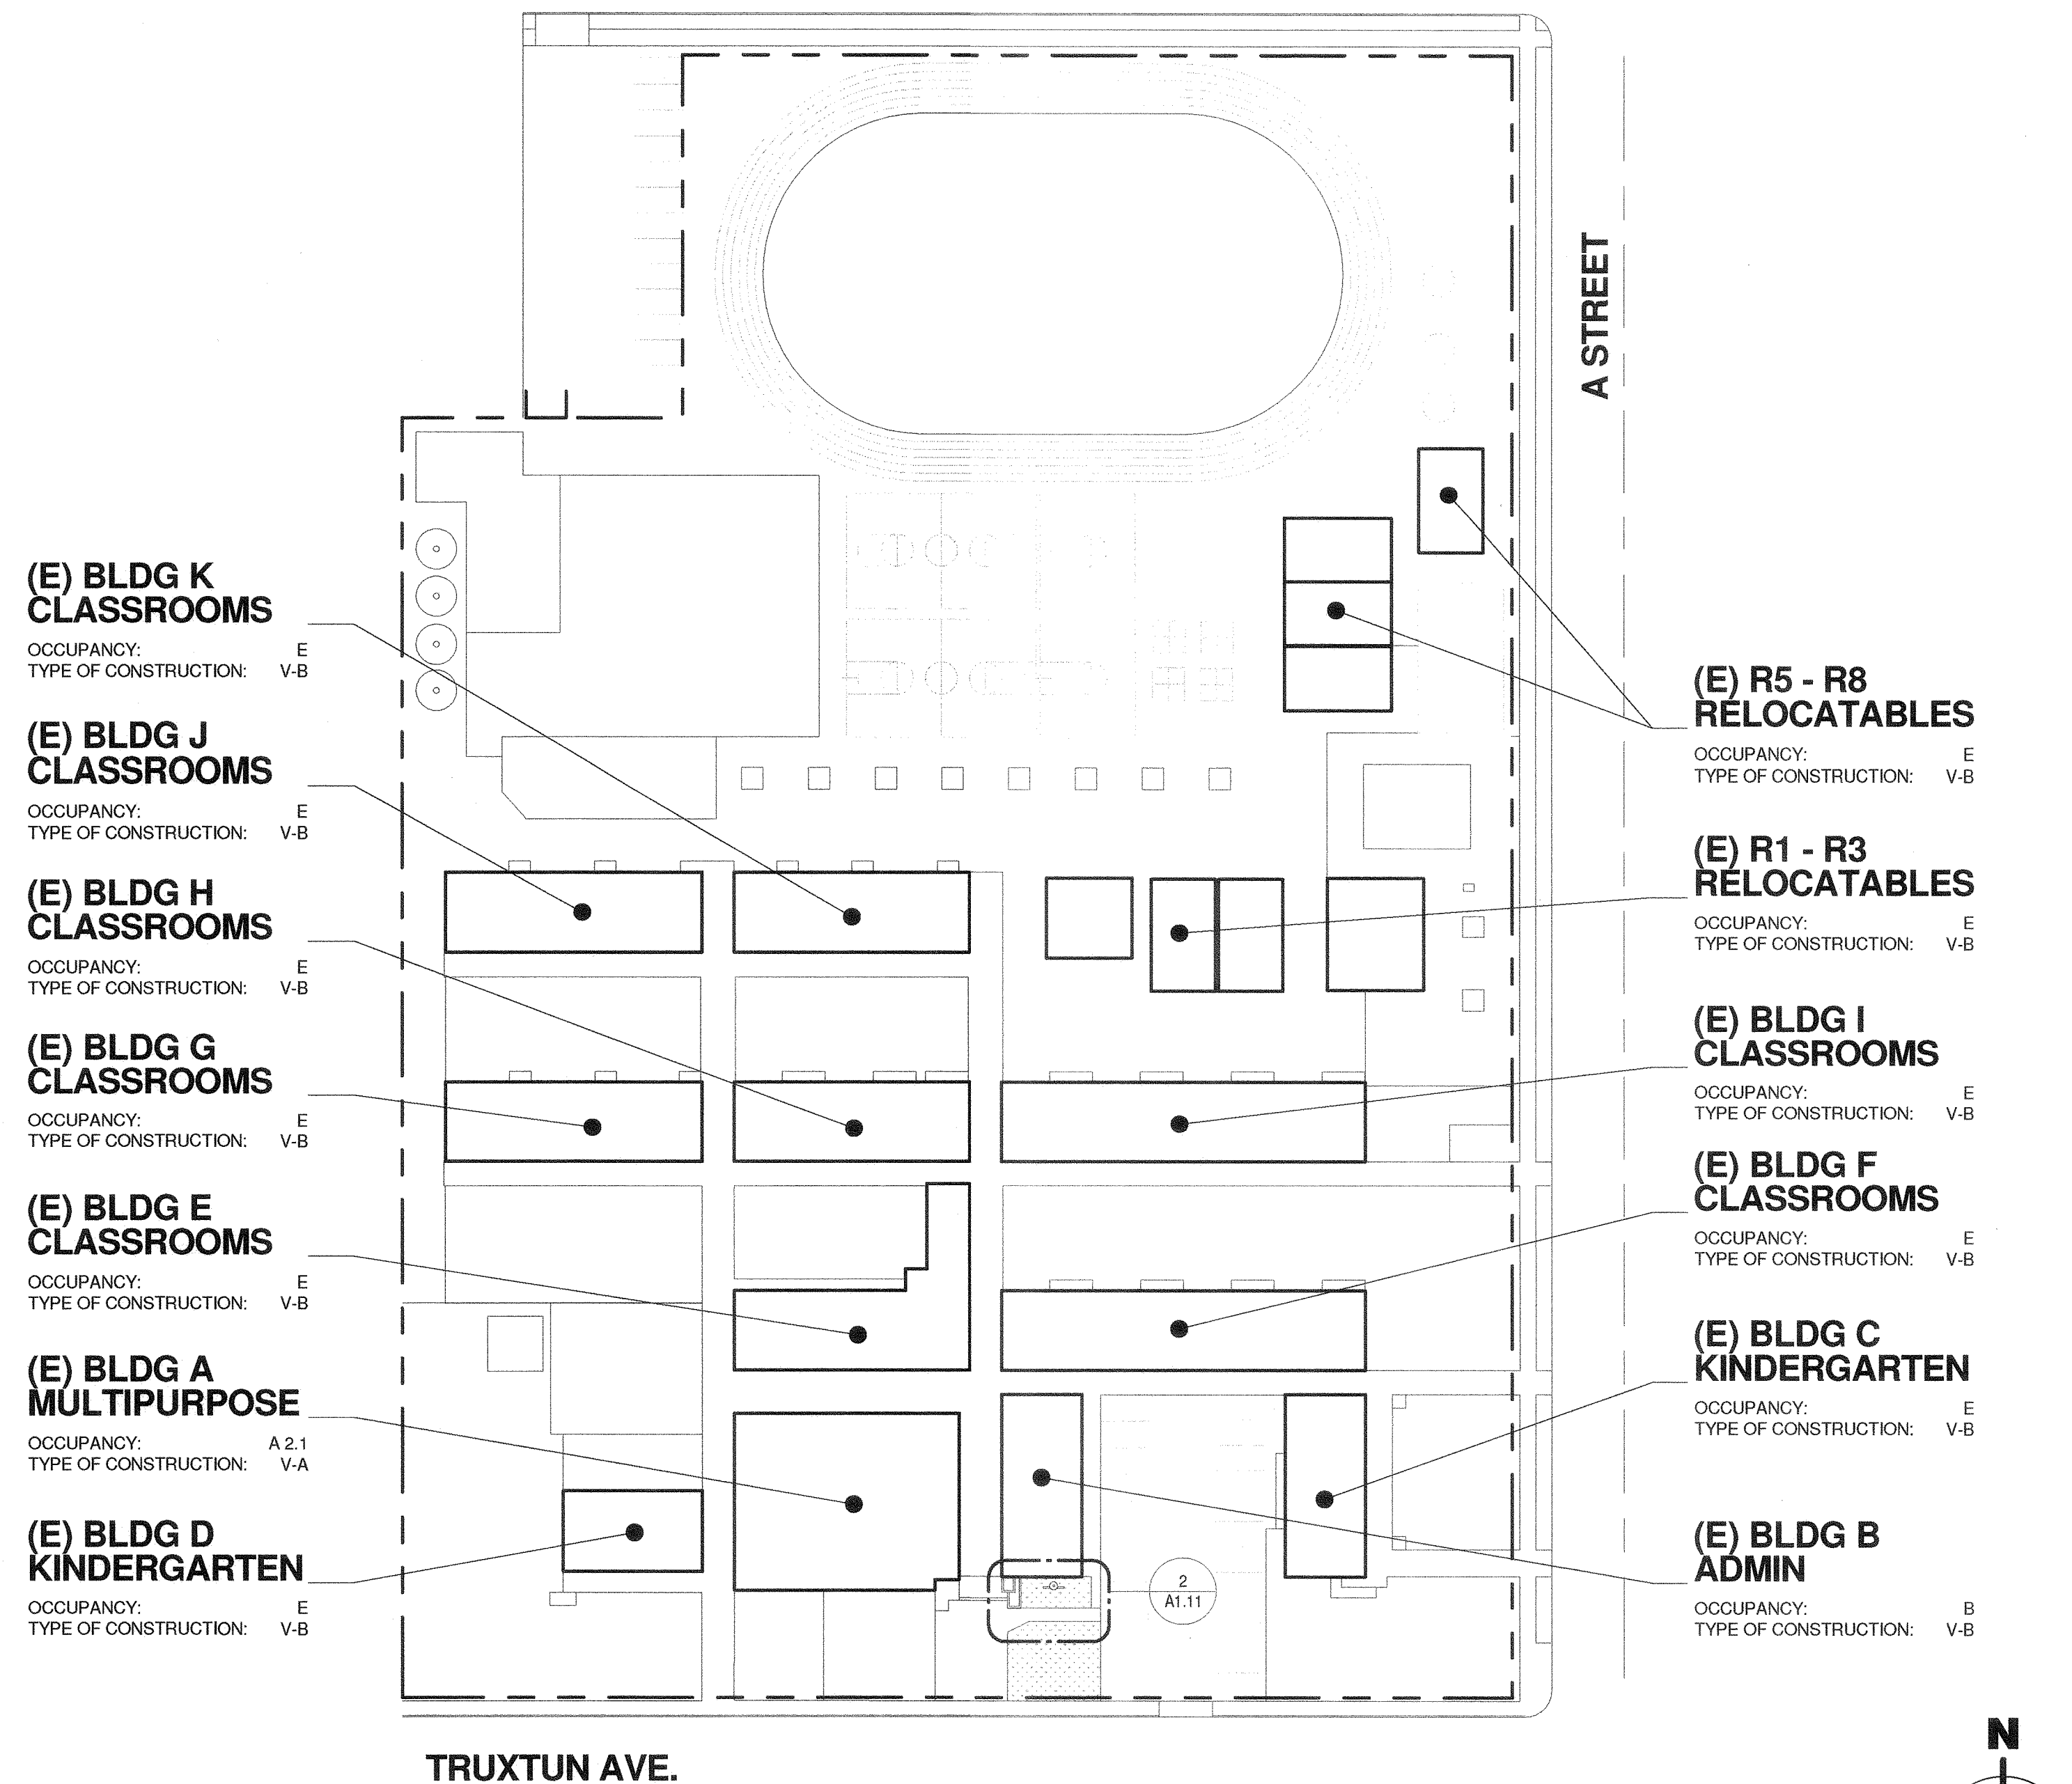 A STREET
(E) BLDG K
CLASSROOMS
OCCUPANCY: E
TYPE OF CONSTRUCTION: V-B
(E) BLDG J
CLASSROOMS
OCCUPANCY: E
TYPE OF CONSTRUCTION: V-B
(E) BLDG H
CLASSROOMS
OCCUPANCY: E
TYPE OF CONSTRUCTION: V-B
(E) BLDG G
CLASSROOMS
OCCUPANCY: E
TYPE OF CONSTRUCTION: V-B
(E) BLDG E
CLASSROOMS
OCCUPANCY: E
TYPE OF CONSTRUCTION: V-B
(E) BLDG A
MULTIPURPOSE
OCCUPANCY: A 2.1
TYPE OF CONSTRUCTION: V-A
(E) BLDG D
KINDERGARTEN
OCCUPANCY: E
TYPE OF CONSTRUCTION: V-B
(E) R5 - R8
RELOCATABLES
OCCUPANCY: E
TYPE OF CONSTRUCTION: V-B
(E) R1 - R3
RELOCATABLES
OCCUPANCY: E
TYPE OF CONSTRUCTION: V-B
(E) BLDG I
CLASSROOMS
OCCUPANCY: E
TYPE OF CONSTRUCTION: V-B
(E) BLDG F
CLASSROOMS
OCCUPANCY: E
TYPE OF CONSTRUCTION: V-B
(E) BLDG C
KINDERGARTEN
OCCUPANCY: E
TYPE OF CONSTRUCTION: V-B
(E) BLDG B
ADMIN
OCCUPANCY: B
TYPE OF CONSTRUCTION: V-B
2
A1.11
TRUXTUN AVE.
N